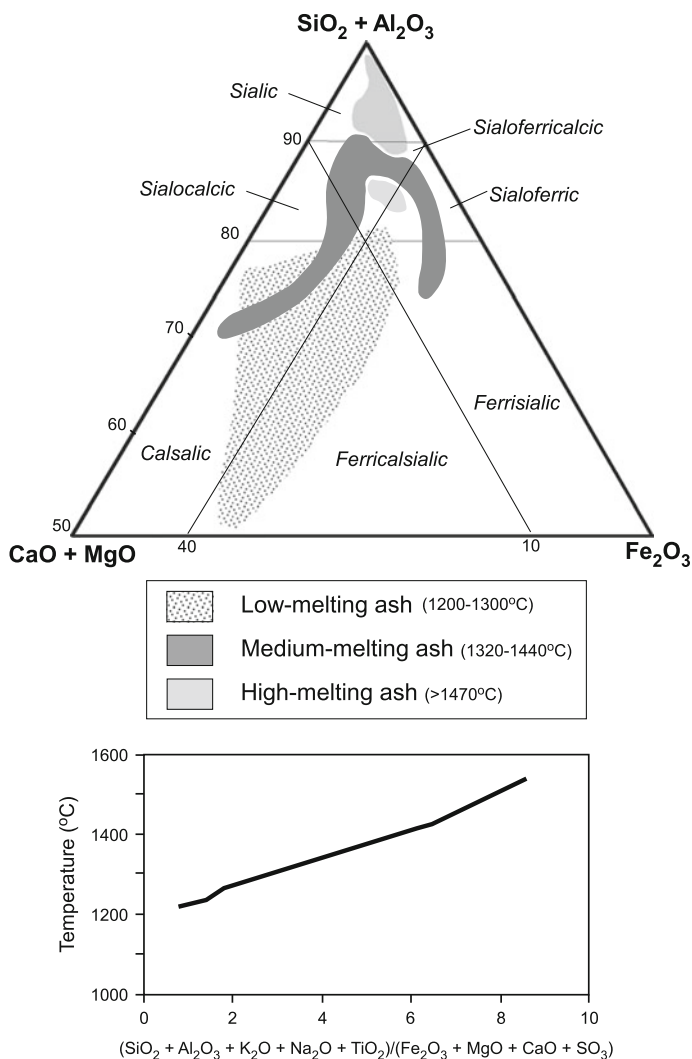 SiO₂ + Al₂O₃
Sialic
90
Sialoferricalcic
Sialocalcic
Sialoferric
80
70
Ferrisialic
60
Calsalic
Ferricalsialic
50
CaO + MgO
40
10
Fe₂O₃
Low-melting ash (1200-1300ºC)
Medium-melting ash (1320-1440ºC)
High-melting ash (>1470ºC)
1600
1400
1200
1000
Temperature (ºC)
0 2 4 6 8 10
(SiO₂ + Al₂O₃ + K₂O + Na₂O + TiO₂)/(Fe₂O₃ + MgO + CaO + SO₃)